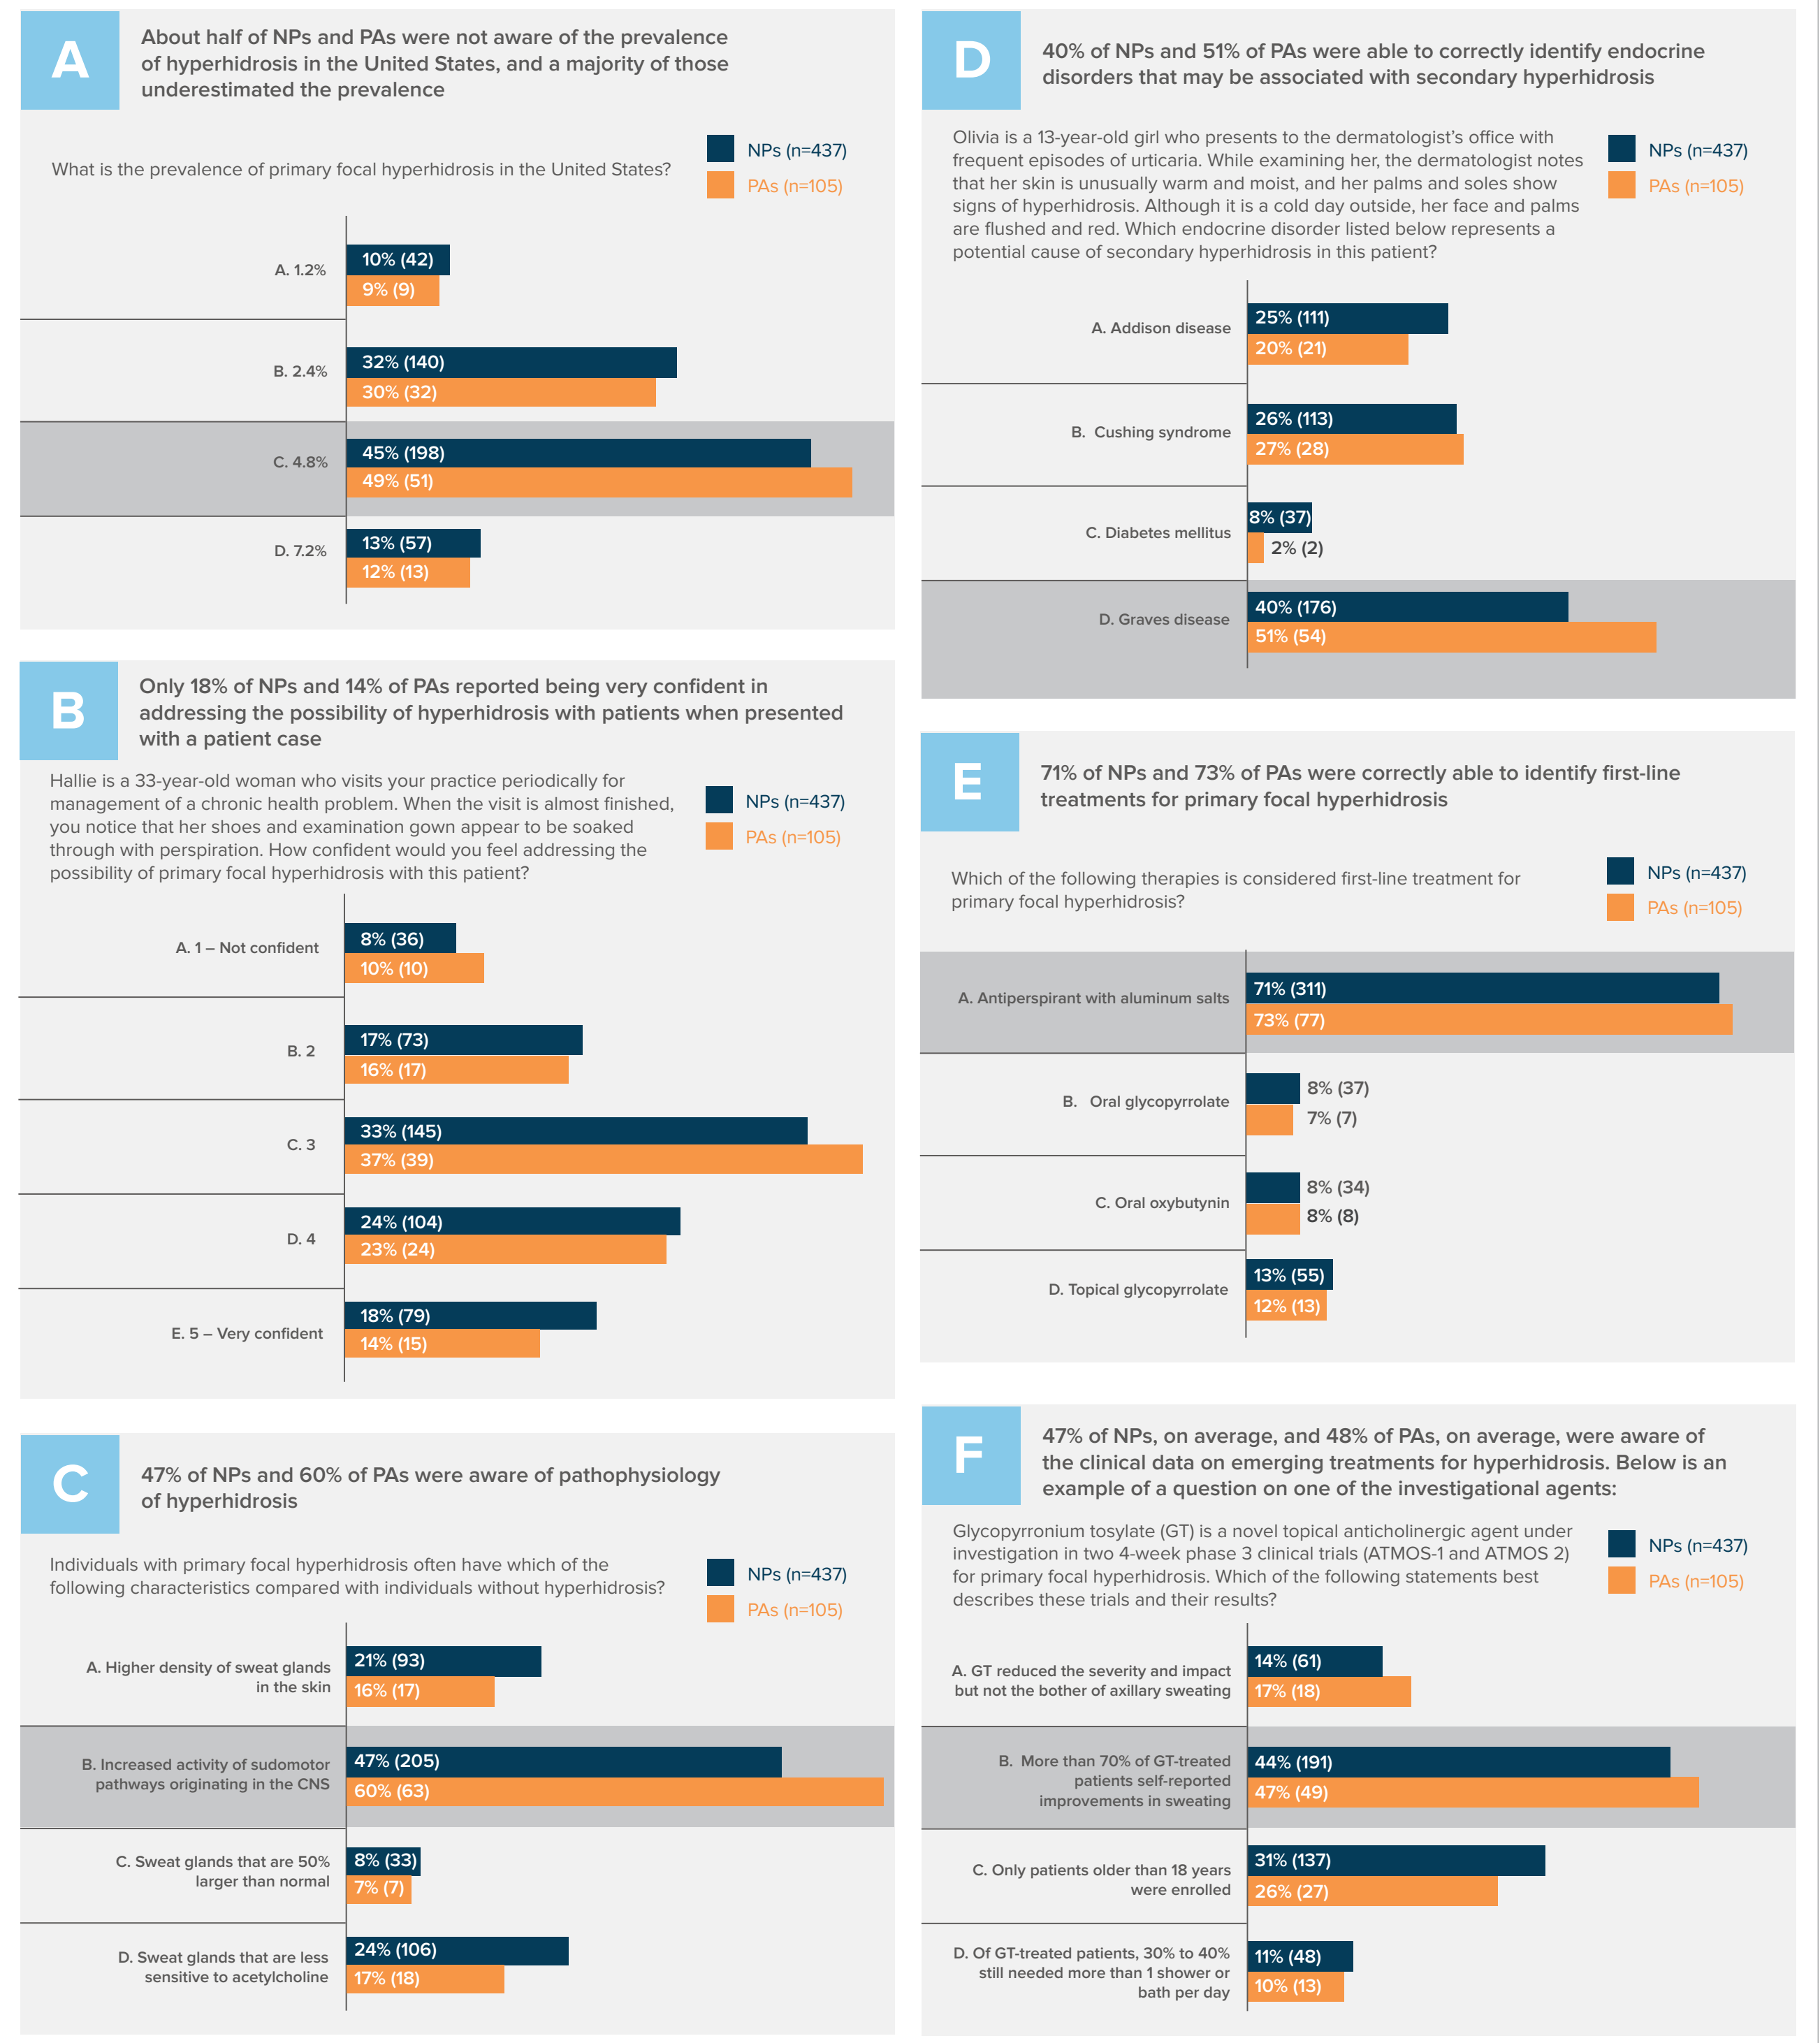 A
About half of NPs and PAs were not aware of the prevalence
of hyperhidrosis in the United States, and a majority of those
underestimated the prevalence
What is the prevalence of primary focal hyperhidrosis in the United States?
NPs (n=437)
PAs (n=105)
A. 1.2%
10% (42)
9% (9)
B. 2.4%
32% (140)
30% (32)
C. 4.8%
45% (198)
49% (51)
D. 7.2%
13% (57)
12% (13)
B
Only 18% of NPs and 14% of PAs reported being very confident in
addressing the possibility of hyperhidrosis with patients when presented
with a patient case
Hallie is a 33-year-old woman who visits your practice periodically for
management of a chronic health problem. When the visit is almost finished,
you notice that her shoes and examination gown appear to be soaked
through with perspiration. How confident would you feel addressing the
possibility of primary focal hyperhidrosis with this patient?
NPs (n=437)
PAs (n=105)
A. 1 – Not confident
8% (36)
10% (10)
B. 2
17% (73)
16% (17)
C. 3
33% (145)
37% (39)
D. 4
24% (104)
23% (24)
E. 5 – Very confident
18% (79)
14% (15)
C
47% of NPs and 60% of PAs were aware of pathophysiology
of hyperhidrosis
Individuals with primary focal hyperhidrosis often have which of the
following characteristics compared with individuals without hyperhidrosis?
NPs (n=437)
PAs (n=105)
A. Higher density of sweat glands
in the skin
21% (93)
16% (17)
B. Increased activity of sudomotor
pathways originating in the CNS
47% (205)
60% (63)
C. Sweat glands that are 50%
larger than normal
8% (33)
7% (7)
D. Sweat glands that are less
sensitive to acetylcholine
24% (106)
17% (18)
D
40% of NPs and 51% of PAs were able to correctly identify endocrine
disorders that may be associated with secondary hyperhidrosis
Olivia is a 13-year-old girl who presents to the dermatologist’s office with
frequent episodes of urticaria. While examining her, the dermatologist notes
that her skin is unusually warm and moist, and her palms and soles show
signs of hyperhidrosis. Although it is a cold day outside, her face and palms
are flushed and red. Which endocrine disorder listed below represents a
potential cause of secondary hyperhidrosis in this patient?
NPs (n=437)
PAs (n=105)
A. Addison disease
25% (111)
20% (21)
B. Cushing syndrome
26% (113)
27% (28)
C. Diabetes mellitus
8% (37)
2% (2)
D. Graves disease
40% (176)
51% (54)
E
71% of NPs and 73% of PAs were correctly able to identify first-line
treatments for primary focal hyperhidrosis
Which of the following therapies is considered first-line treatment for
primary focal hyperhidrosis?
NPs (n=437)
PAs (n=105)
A. Antiperspirant with aluminum salts
71% (311)
73% (77)
B. Oral glycopyrrolate
8% (37)
7% (7)
C. Oral oxybutynin
8% (34)
8% (8)
D. Topical glycopyrrolate
13% (55)
12% (13)
F
47% of NPs, on average, and 48% of PAs, on average, were aware of
the clinical data on emerging treatments for hyperhidrosis. Below is an
example of a question on one of the investigational agents:
Glycopyrronium tosylate (GT) is a novel topical anticholinergic agent under
investigation in two 4-week phase 3 clinical trials (ATMOS-1 and ATMOS 2)
for primary focal hyperhidrosis. Which of the following statements best
describes these trials and their results?
NPs (n=437)
PAs (n=105)
A. GT reduced the severity and impact
but not the bother of axillary sweating
14% (61)
17% (18)
B. More than 70% of GT-treated
patients self-reported
improvements in sweating
44% (191)
47% (49)
C. Only patients older than 18 years
were enrolled
31% (137)
26% (27)
D. Of GT-treated patients, 30% to 40%
still needed more than 1 shower or
bath per day
11% (48)
10% (13)